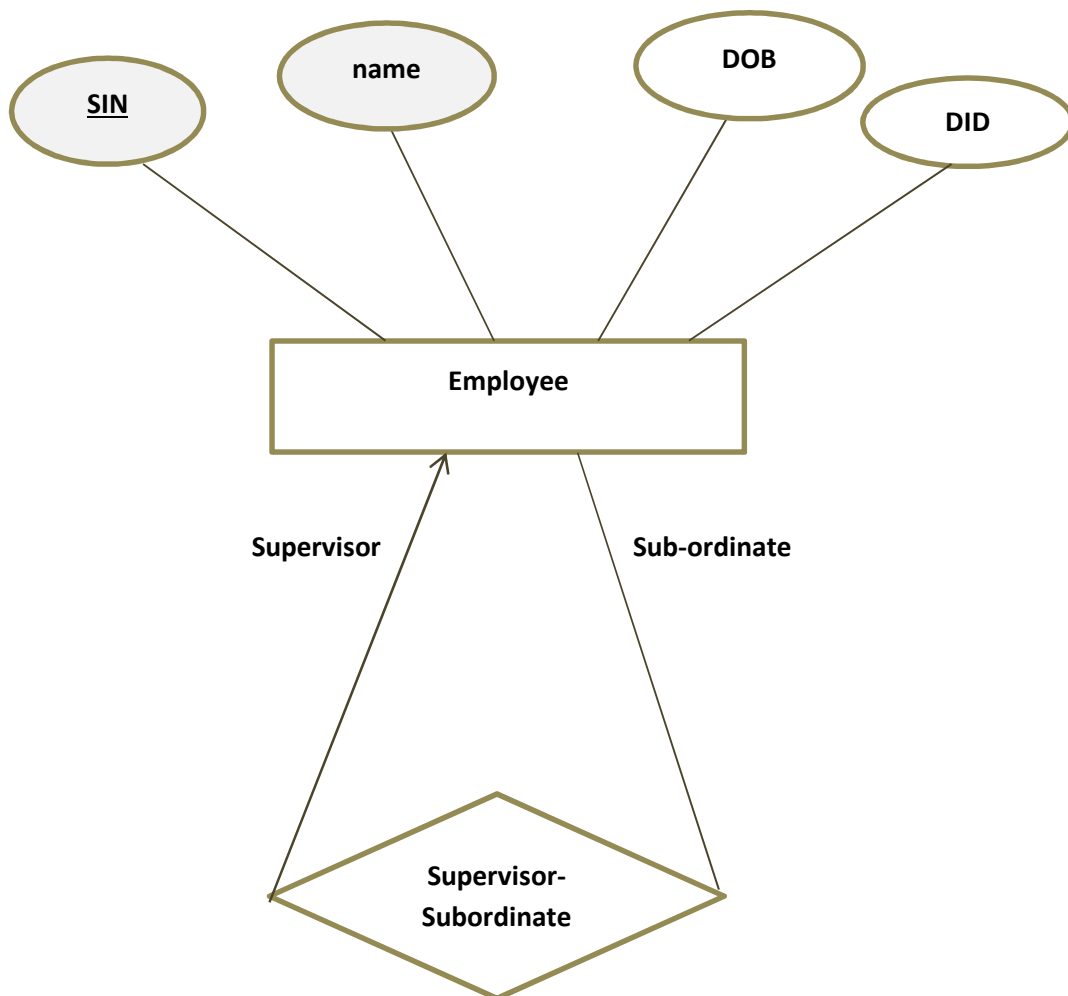 SIN
name
DOB
DID
Employee
Supervisor
Sub-ordinate
Supervisor-
Subordinate